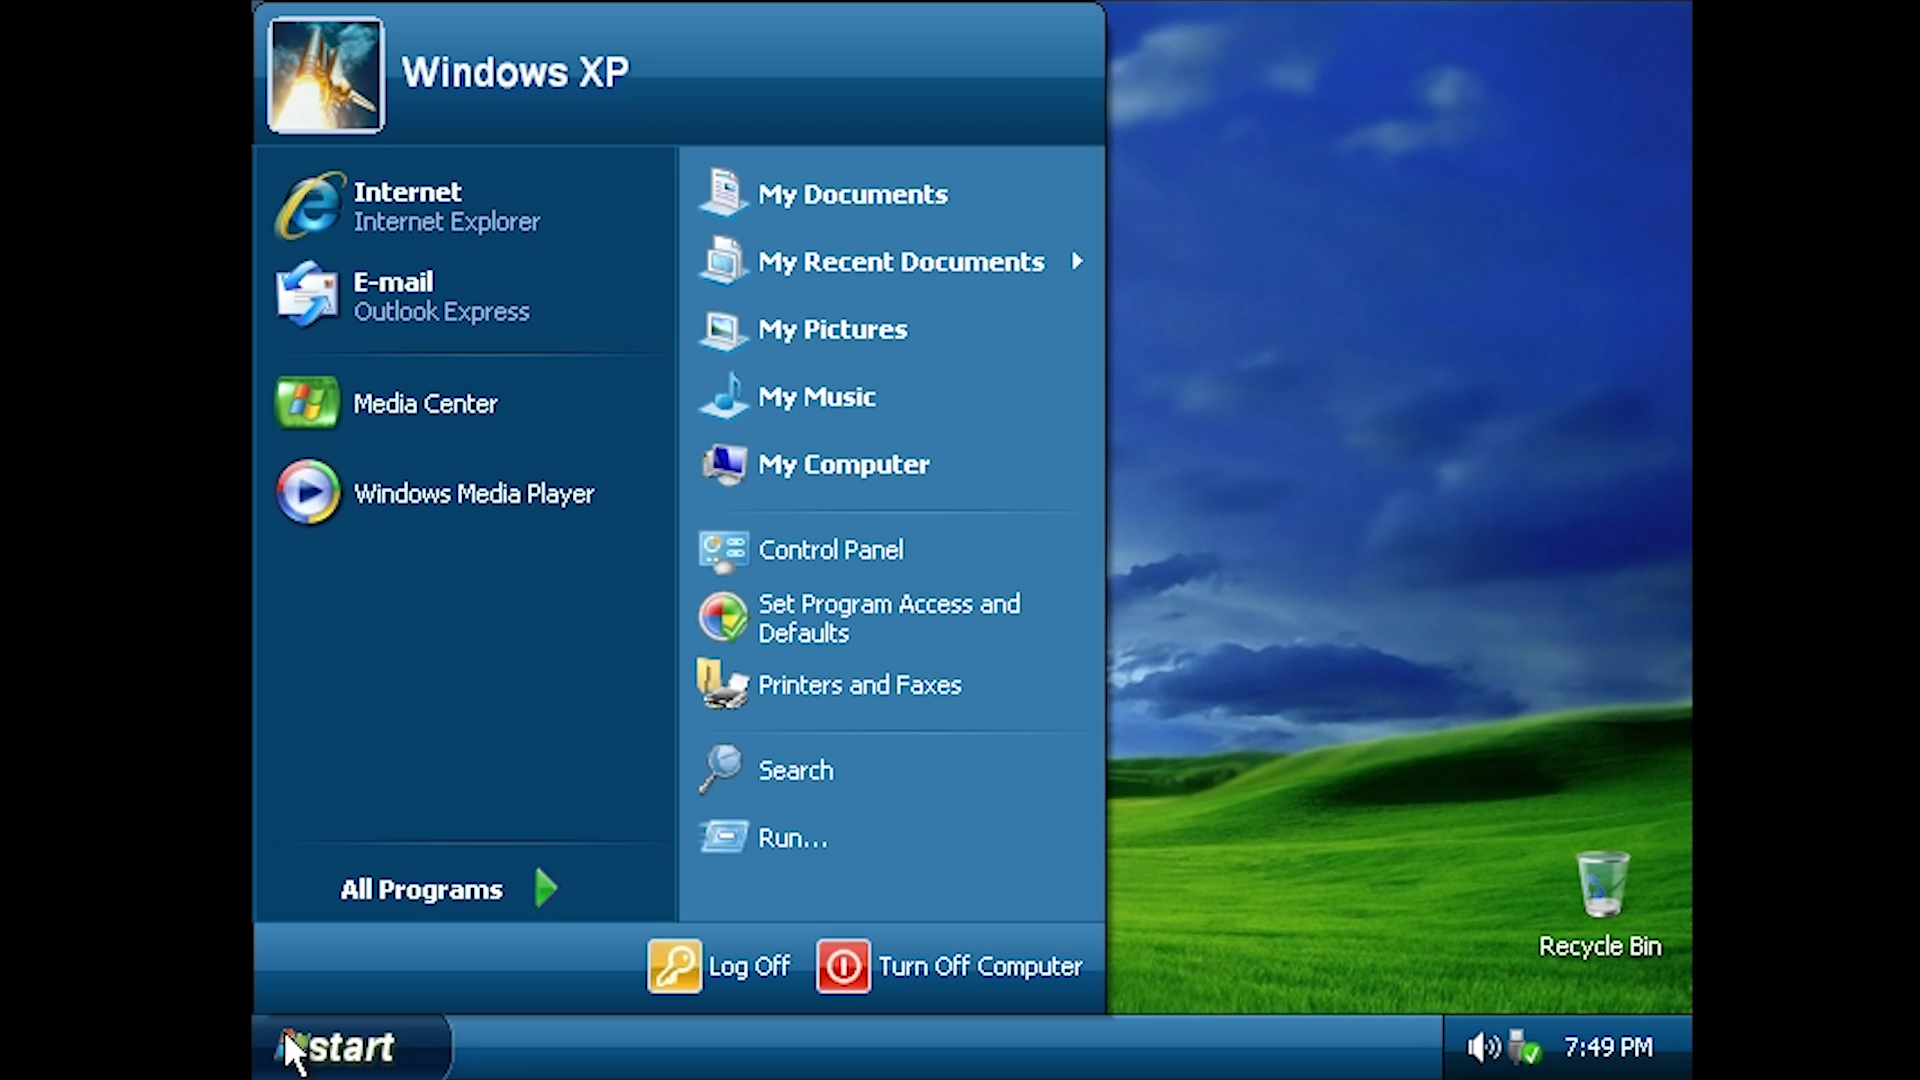 Windows XP
Internet
Internet Explorer
E-mail
Outlook Express
Media Center
Windows Media Player
All Programs
My Documents
My Recent Documents
My Pictures
My Music
My Computer
Control Panel
Set Program Access and
Defaults
Printers and Faxes
Search
Run...
Log Off
Turn Off Computer
Recycle Bin
start
7:49 PM